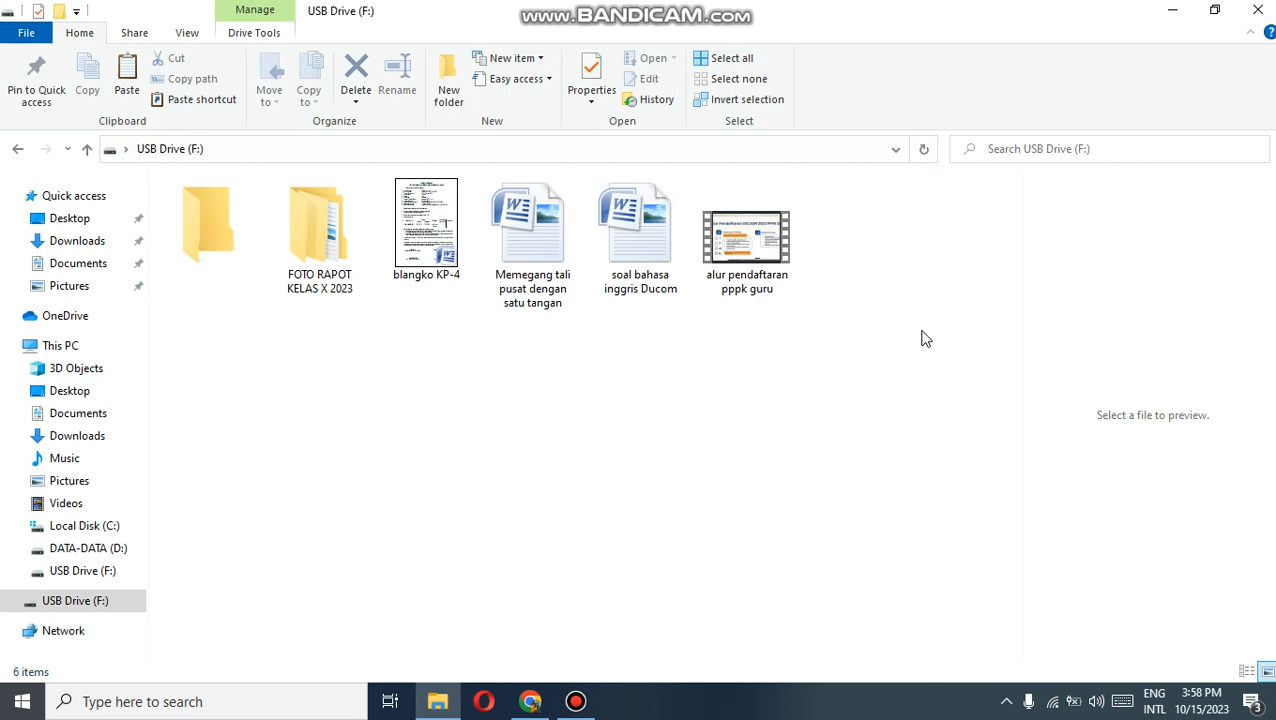 Manage
USB Drive (F:)
www.BANDICAM.com
File
Home
Share
View
Drive Tools
Pin to Quick access
Copy
Paste
Cut
Copy path
Paste shortcut
Clipboard
Move to
Copy to
Delete
Rename
Organize
New folder
New item
Easy access
New
Properties
Open
Edit
History
Open
Select all
Select none
Invert selection
Select
USB Drive (F:)
Search USB Drive (F:)
Quick access
Desktop
Downloads
Documents
Pictures
OneDrive
This PC
3D Objects
Desktop
Documents
Downloads
Music
Pictures
Videos
Local Disk (C:)
DATA-DATA (D:)
USB Drive (F:)
USB Drive (F:)
Network
FOTO RAPOT
KELAS X 2023
blangko KP-4
Memegang tali
pusat dengan
satu tangan
soal bahasa
inggris Ducom
alur pendaftaran
pppk guru
Select a file to preview.
6 items
Type here to search
ENG
INTL
3:58 PM
10/15/2023
3